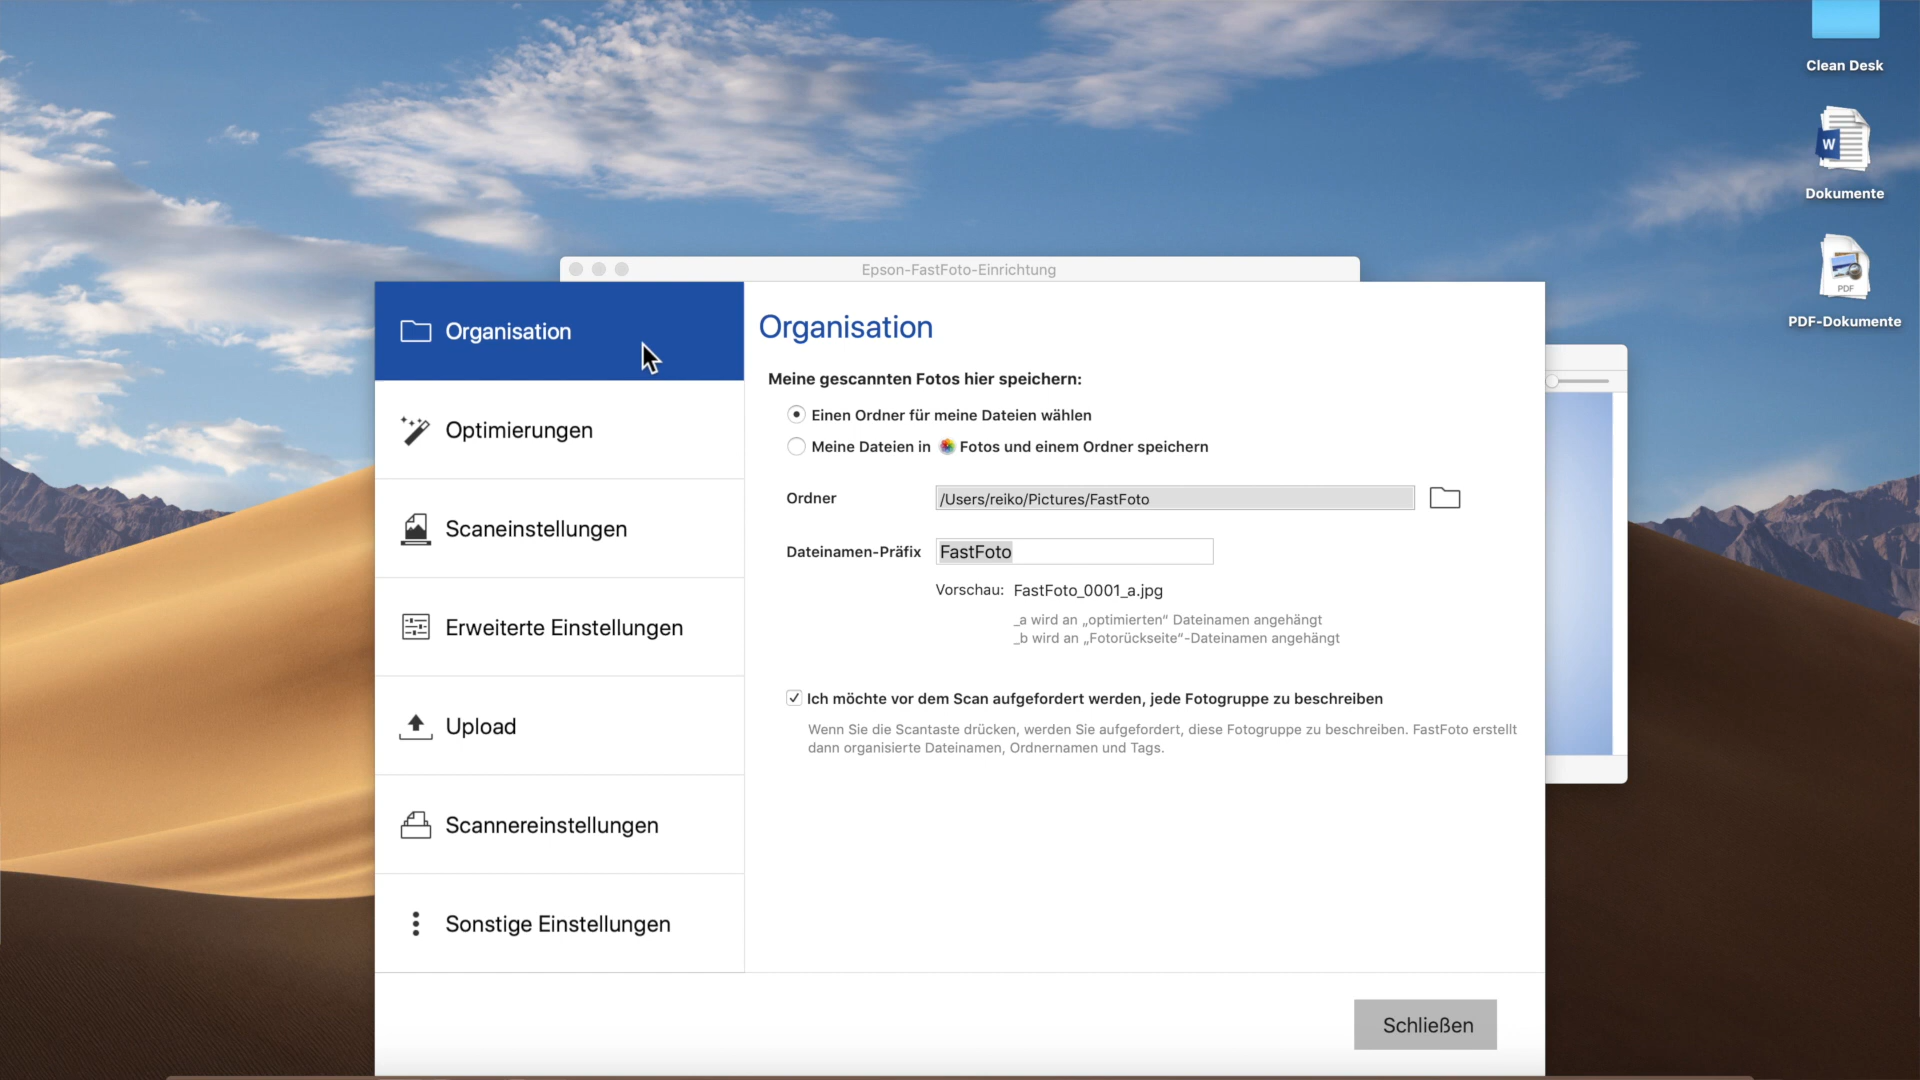 Clean Desk
W
Dokumente
PDF
PDF-Dokumente
Epson-FastFoto-Einrichtung
Organisation
Optimierungen
Scaneinstellungen
Erweiterte Einstellungen
Upload
Scannereinstellungen
Sonstige Einstellungen
Organisation
Meine gescannten Fotos hier speichern:
Einen Ordner für meine Dateien wählen
Meine Dateien in Fotos und einem Ordner speichern
Ordner /Users/reiko/Pictures/FastFoto
Dateinamen-Präfix FastFoto
Vorschau: FastFoto_0001_a.jpg
_a wird an „optimierten“ Dateinamen angehängt
_b wird an „Fotorückseite“-Dateinamen angehängt
Ich möchte vor dem Scan aufgefordert werden, jede Fotogruppe zu beschreiben
Wenn Sie die Scantaste drücken, werden Sie aufgefordert, diese Fotogruppe zu beschreiben. FastFoto erstellt
dann organisierte Dateinamen, Ordnernamen und Tags.
Schließen